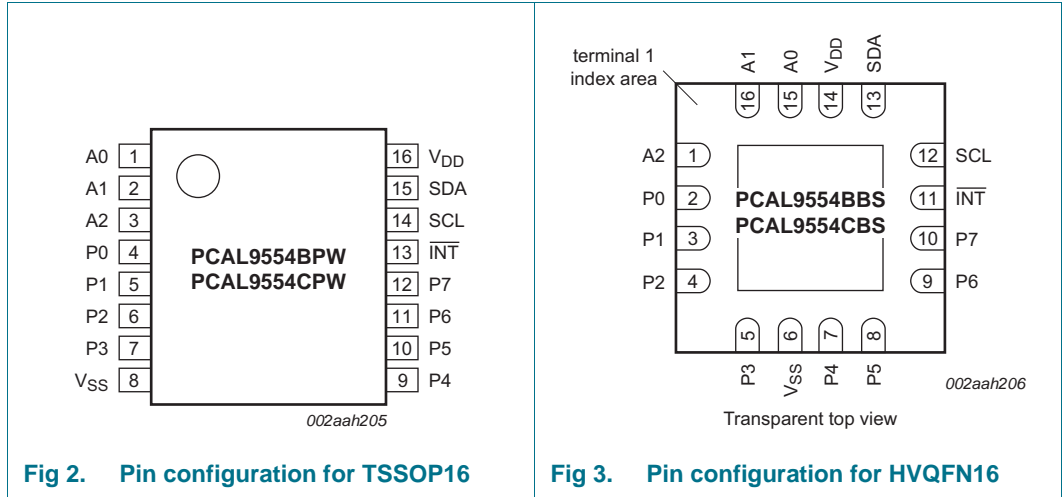 A0 1
A1 2
A2 3
P0 4
P1 5
P2 6
P3 7
VSS 8
PCAL9554BPW
PCAL9554CPW
16 VDD
15 SDA
14 SCL
13 INT
12 P7
11 P6
10 P5
9 P4
002aah205
Fig 2. Pin configuration for TSSOP16
terminal 1
index area
A1 A0 VDD SDA
16 15 14 13
A2 1
P0 2
P1 3
P2 4
PCAL9554BBS
PCAL9554CBS
12 SCL
11 INT
10 P7
9 P6
5 6 7 8
P3 VSS P4 P5
002aah206
Transparent top view
Fig 3. Pin configuration for HVQFN16